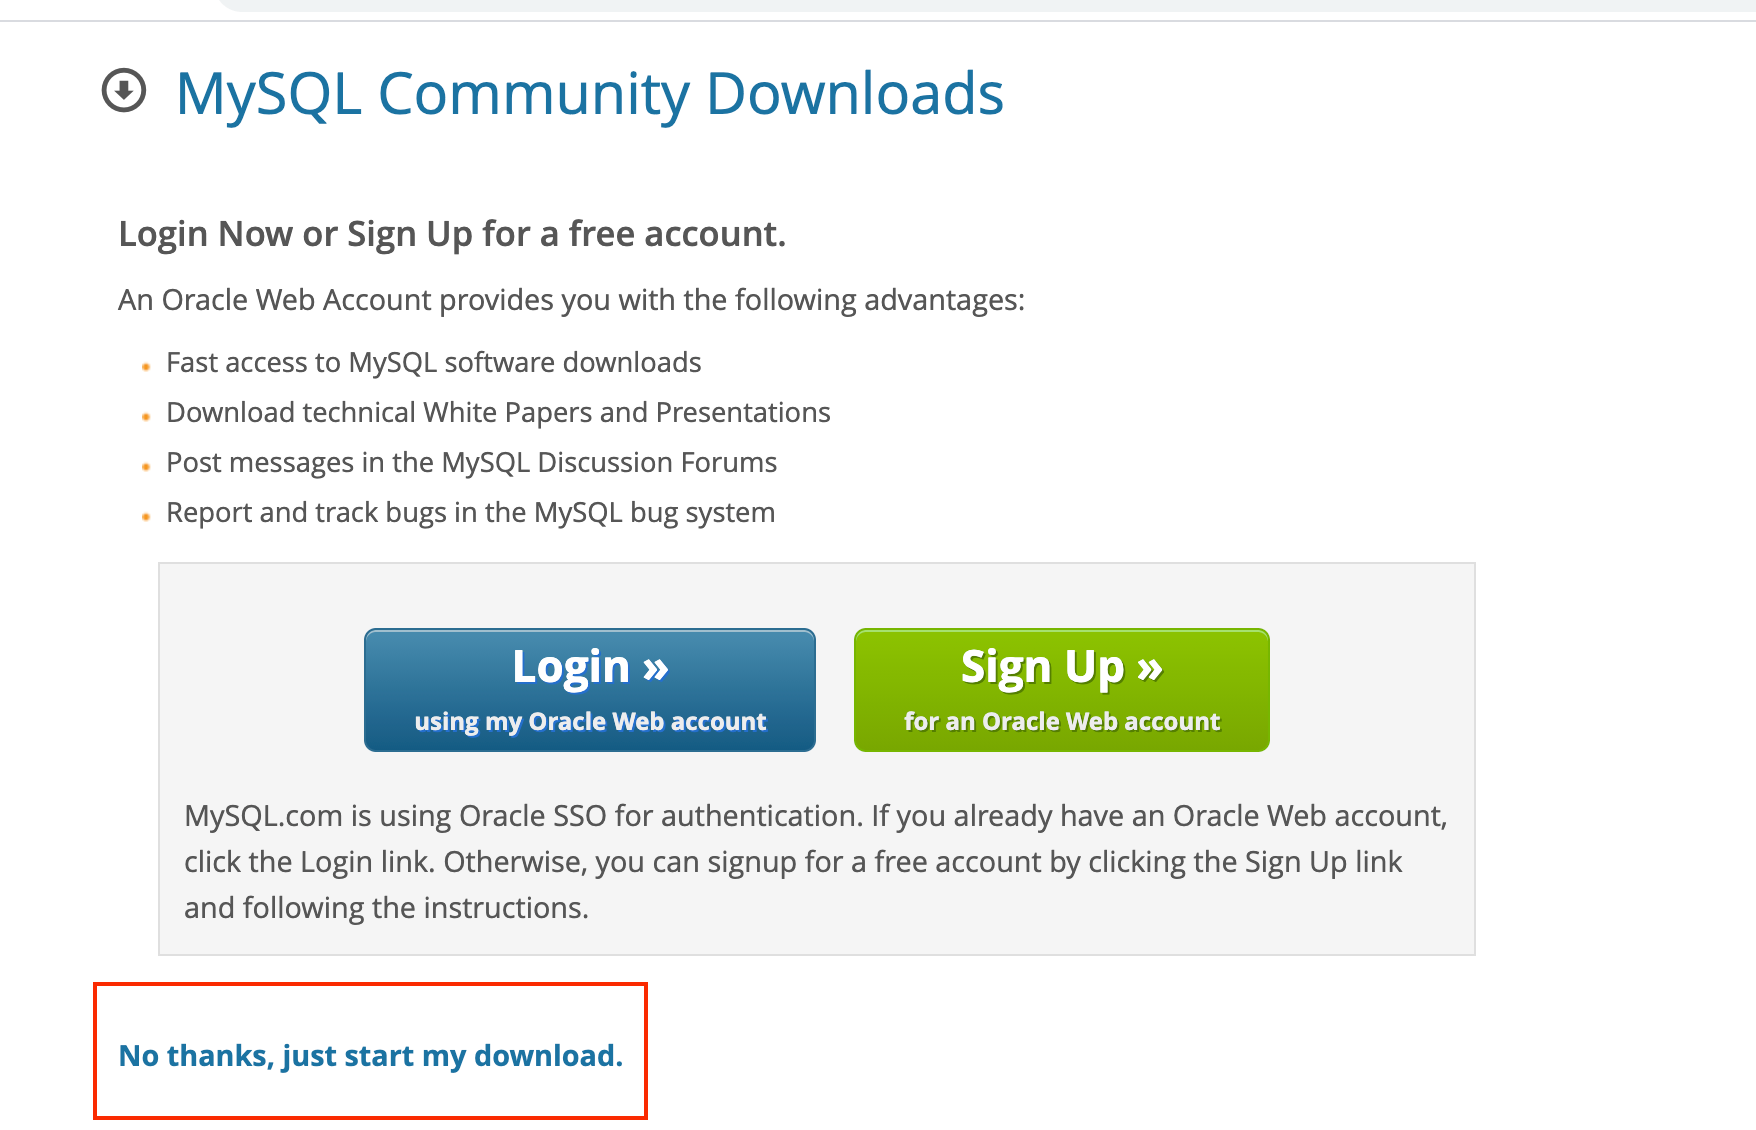 MySQL Community Downloads
Login Now or Sign Up for a free account.
An Oracle Web Account provides you with the following advantages:
Fast access to MySQL software downloads
Download technical White Papers and Presentations
Post messages in the MySQL Discussion Forums
Report and track bugs in the MySQL bug system
Login »
using my Oracle Web account
Sign Up »
for an Oracle Web account
MySQL.com is using Oracle SSO for authentication. If you already have an Oracle Web account,
click the Login link. Otherwise, you can signup for a free account by clicking the Sign Up link
and following the instructions.
No thanks, just start my download.